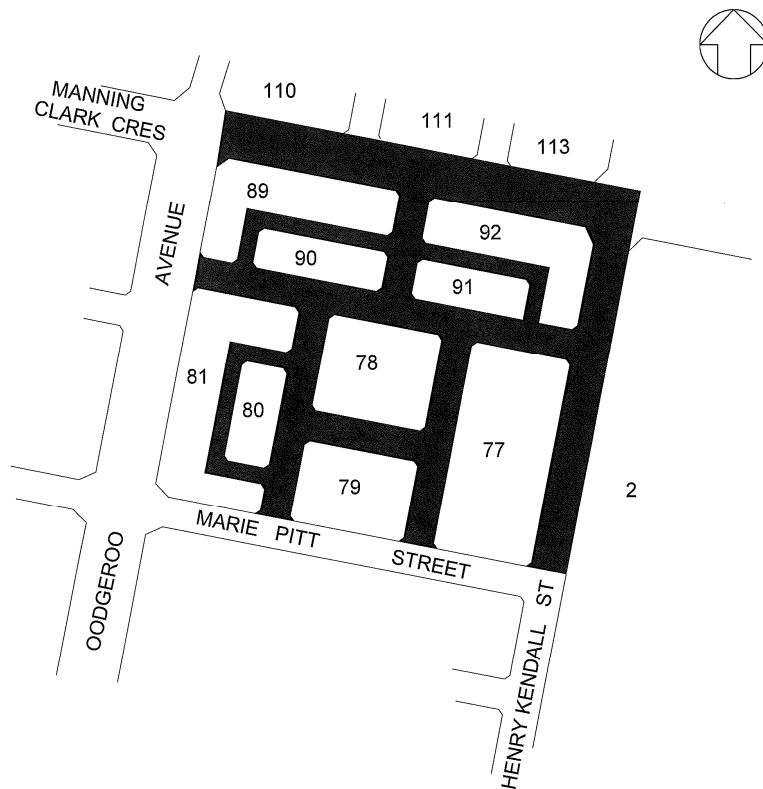 110
MANNING
CLARK CRES
111
113
89
92
AVENUE
90
91
78
81
80
77
79
2
MARIE PITT STREET
OODGEROO
HENRY KENDALL ST